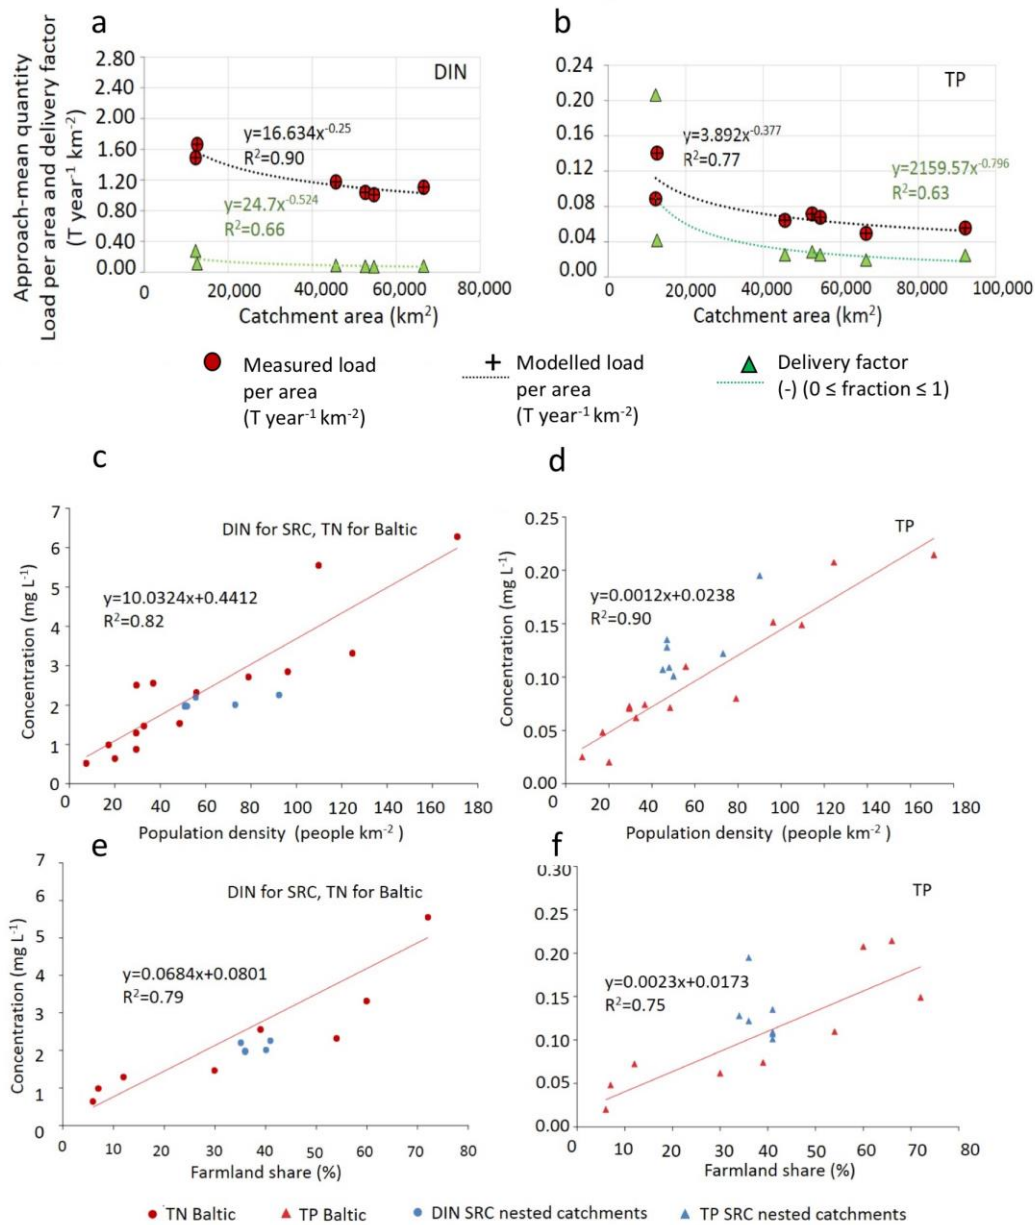 a
b
Approach-mean quantity
Load per area and delivery factor
(T year-1 km-2)
2.80
2.40
2.00
1.60
1.20
0.80
0.40
0.00
DIN
y=16.634x-0.25
R2=0.90
y=24.7x-0.524
R2=0.66
0
20,000
40,000
60,000
80,000
Catchment area (km2)
0.24
0.20
0.16
0.12
0.08
0.04
0.00
TP
y=3.892x-0.377
R2=0.77
y=2159.57x-0.796
R2=0.63
0
20,000
40,000
60,000
80,000
100,000
Catchment area (km2)
Measured load
per area
(T year-1 km-2)
Modelled load
per area
(T year-1 km-2)
Delivery factor
(-) (0 ≤ fraction ≤ 1)
c
d
Concentration (mg L-1)
7
6
5
4
3
2
1
0
DIN for SRC, TN for Baltic
y=10.0324x+0.4412
R2=0.82
0
20
40
60
80
100
120
140
160
180
Population density (people km-2 )
Concentration (mg L-1)
0.25
0.20
0.15
0.10
0.05
0.00
TP
y=0.0012x+0.0238
R2=0.90
0
20
40
60
80
100
120
140
160
180
Population density (people km-2 )
e
f
Concentration (mg L-1)
7
6
5
4
3
2
1
0
DIN for SRC, TN for Baltic
y=0.0684x+0.0801
R2=0.79
0
10
20
30
40
50
60
70
80
Farmland share (%)
Concentration (mg L-1)
0.30
0.25
0.20
0.15
0.10
0.05
0.00
TP
y=0.0023x+0.0173
R2=0.75
0
10
20
30
40
50
60
70
80
Farmland share (%)
TN Baltic
TP Baltic
DIN SRC nested catchments
TP SRC nested catchments